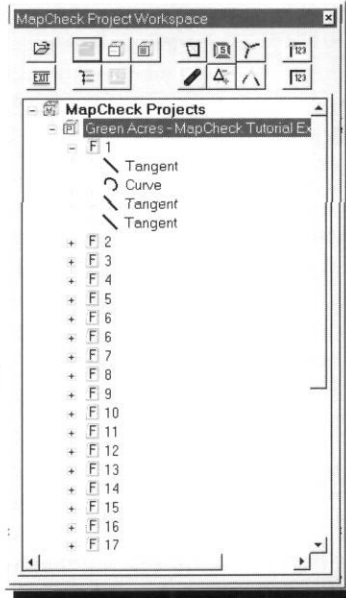 MapCheck Project Workspace
EXIT
MapCheck Projects
Green Acres - MapCheck Tutorial Ex
F 1
Tangent
Curve
Tangent
Tangent
F 2
F 3
F 4
F 5
F 6
F 6
F 7
F 8
F 9
F 10
F 11
F 12
F 13
F 14
F 15
F 16
F 17